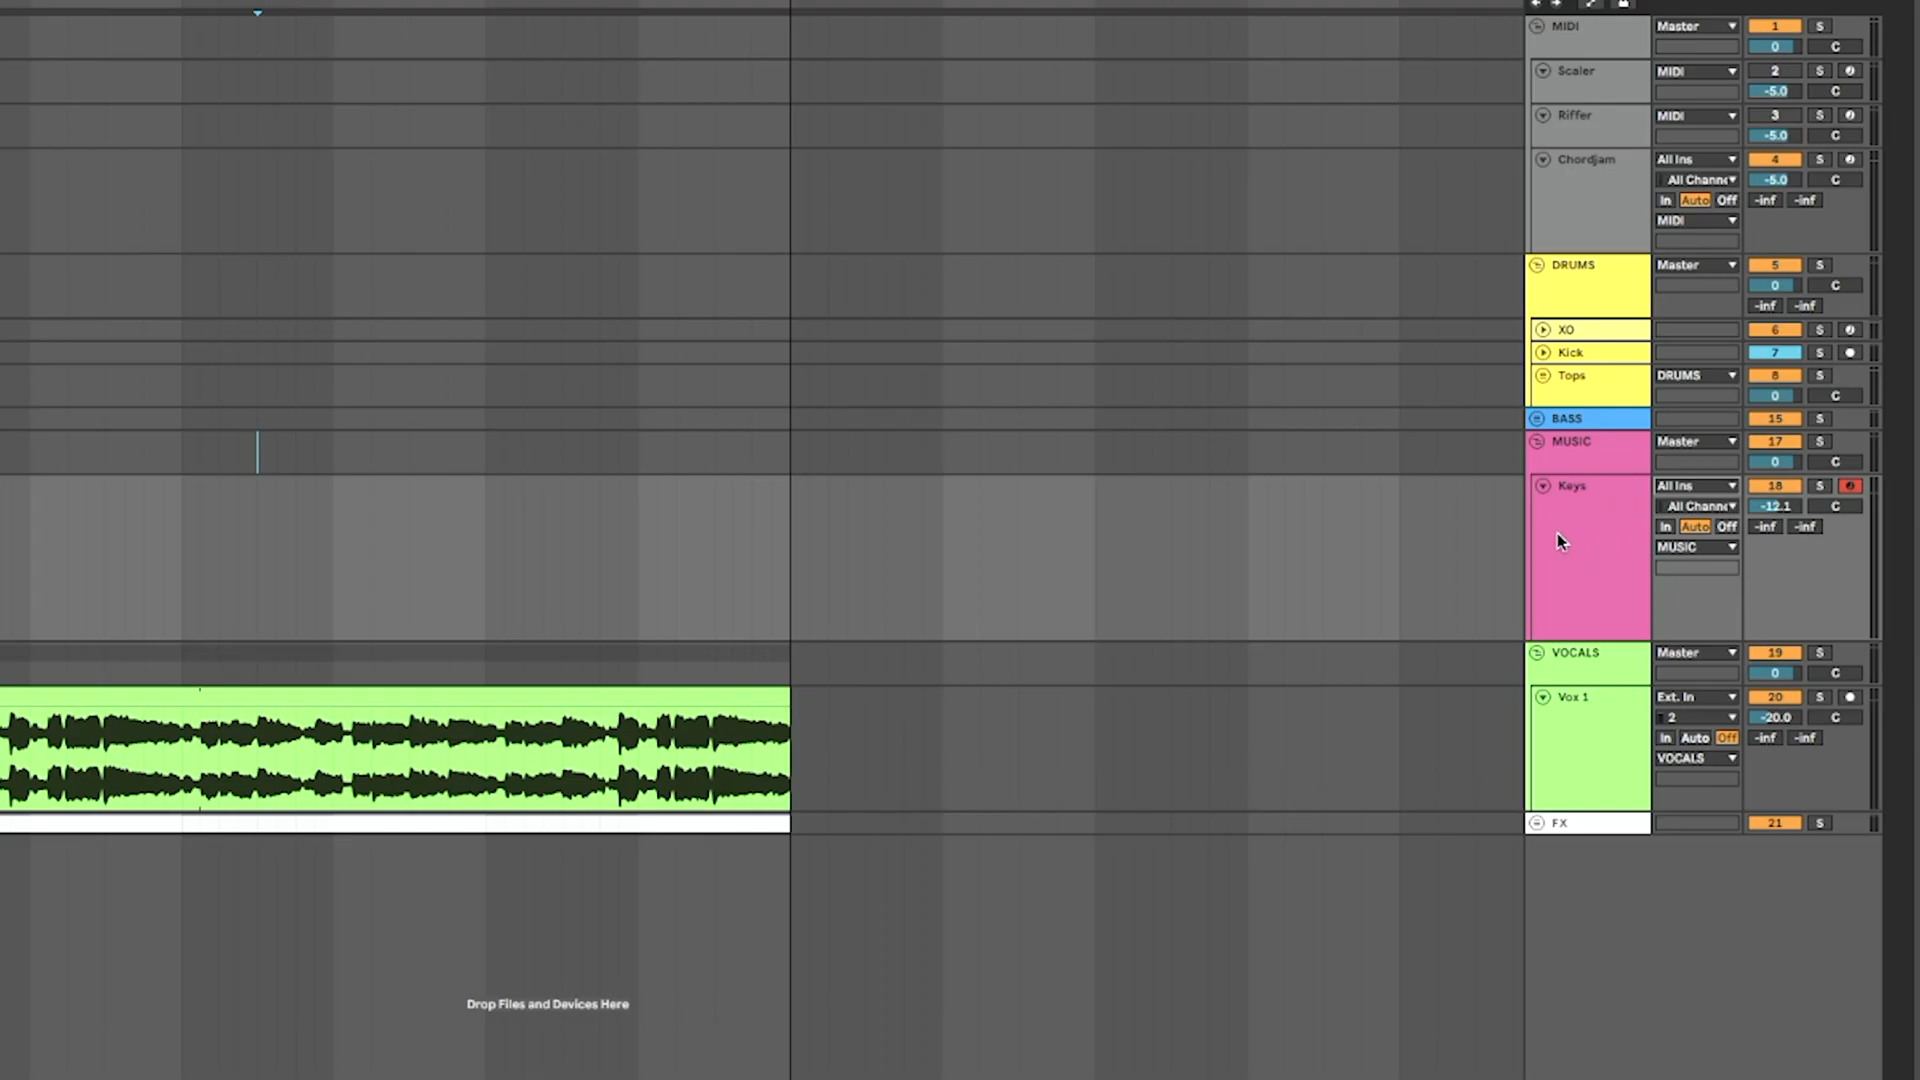 MIDI Master 1 S
0 C
Scaler MIDI 2 S
-5.0 C
Riffer MIDI 3 S
-5.0 C
Chordjam All Ins 4 S
All Channe -5.0 C
In Auto Off -inf -inf
MIDI
DRUMS Master 5 S
0 C
-inf -inf
XO 6 S
Kick 7 S
Tops DRUMS 8 S
0 C
BASS 15 S
MUSIC Master 17 S
0 C
Keys All Ins 18 S
All Channe -12.1 C
In Auto Off -inf -inf
MUSIC
VOCALS Master 19 S
0 C
Vox 1 Ext. In 20 S
2 -20.0 C
In Auto Off -inf -inf
VOCALS
FX 21 S
Drop Files and Devices Here